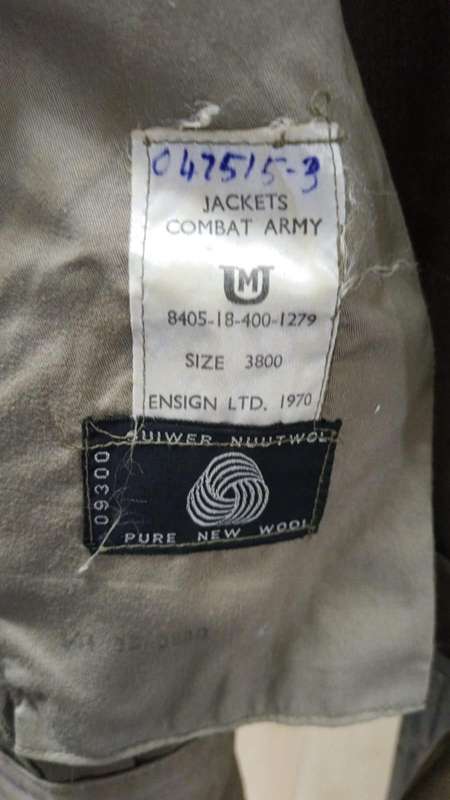 047515-3
JACKETS
COMBAT ARMY
UM
8405-18-400-1279
SIZE 3800
ENSIGN LTD. 1970
SUIWER NUUTWOL
09300
PURE NEW WOOL